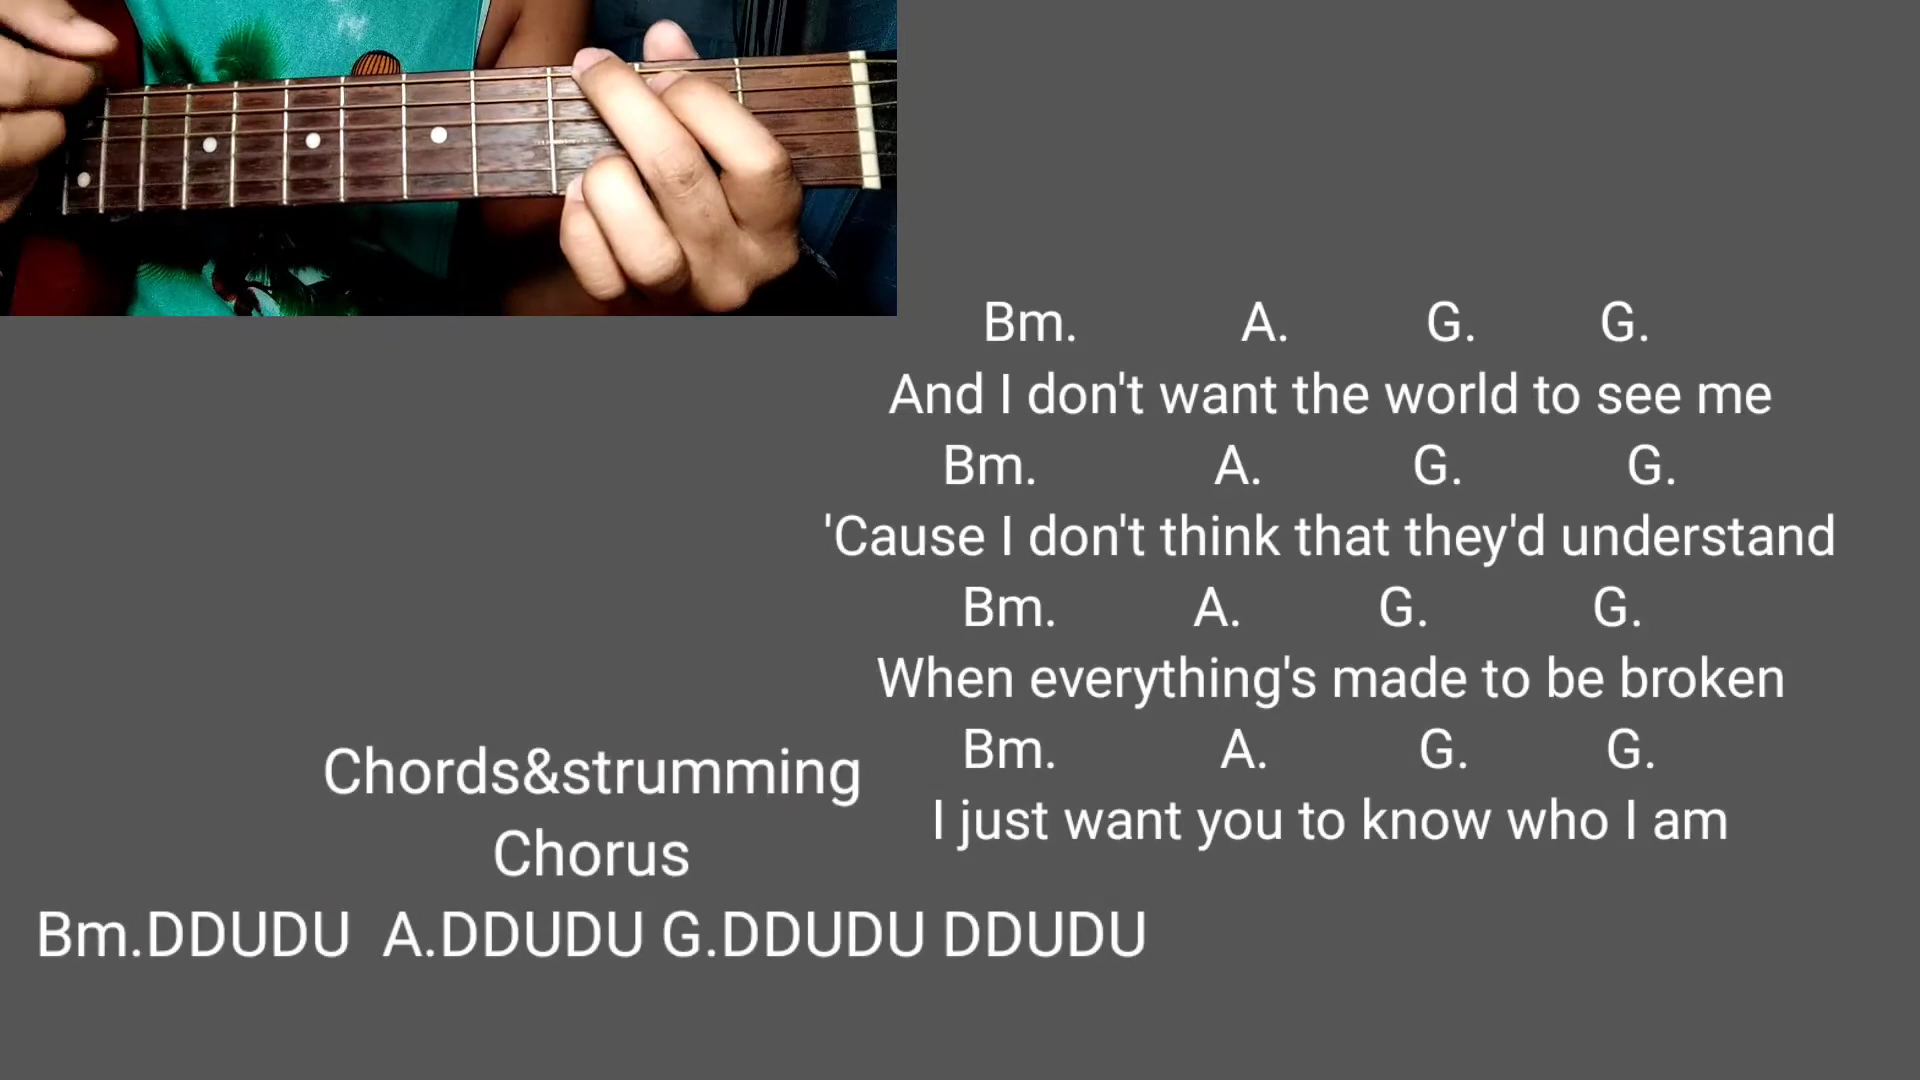 Bm. A. G. G.
And I don't want the world to see me
Bm. A. G. G.
'Cause I don't think that they'd understand
Bm. A. G. G.
When everything's made to be broken
Bm. A. G. G.
I just want you to know who I am
Chords&strumming
Chorus
Bm.DDUDU A.DDUDU G.DDUDU DDUDU